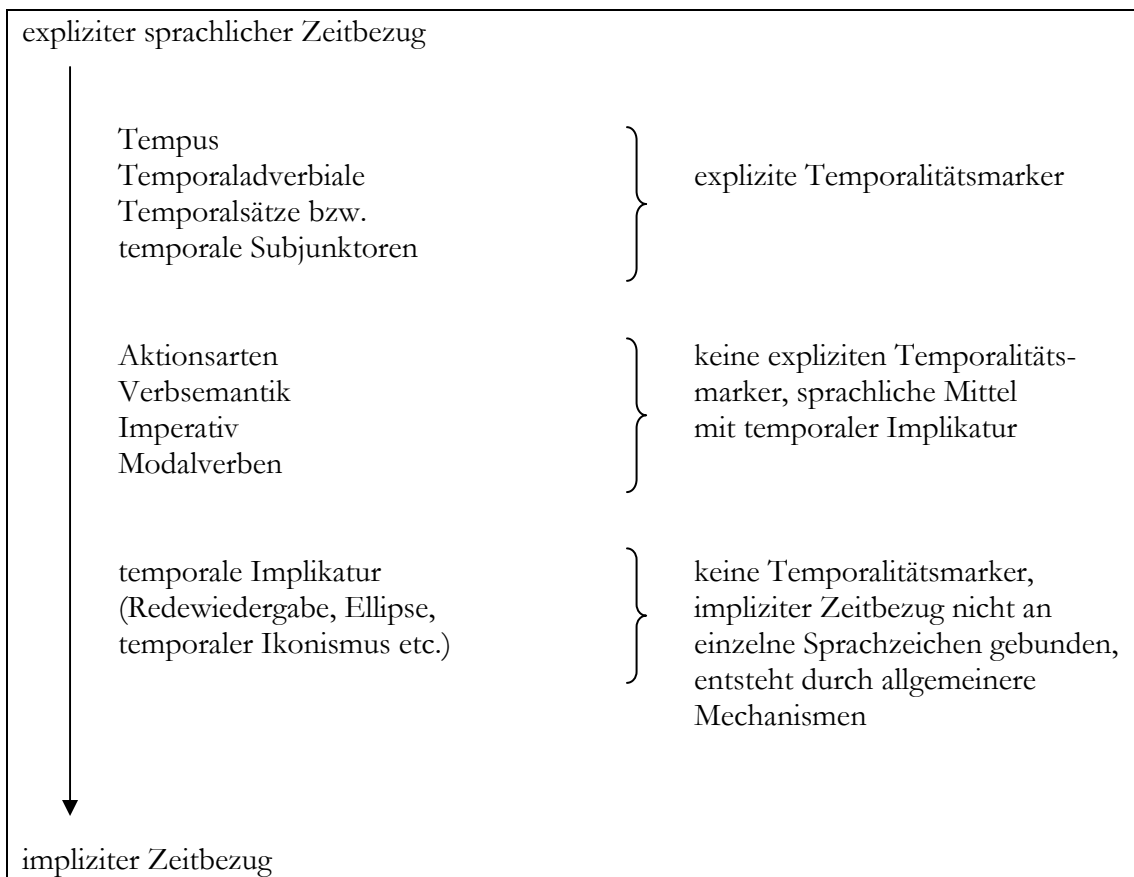 expliziter sprachlicher Zeitbezug
Tempus
Temporaladverbiale
Temporalsätze bzw.
temporale Subjunktoren
explizite Temporalitätsmarker
Aktionsarten
Verbsemantik
Imperativ
Modalverben
keine expliziten Temporalitäts-
marker, sprachliche Mittel
mit temporaler Implikatur
temporale Implikatur
(Redewiedergabe, Ellipse,
temporaler Ikonismus etc.)
keine Temporalitätsmarker,
impliziter Zeitbezug nicht an
einzelne Sprachzeichen gebunden,
entsteht durch allgemeinere
Mechanismen
impliziter Zeitbezug